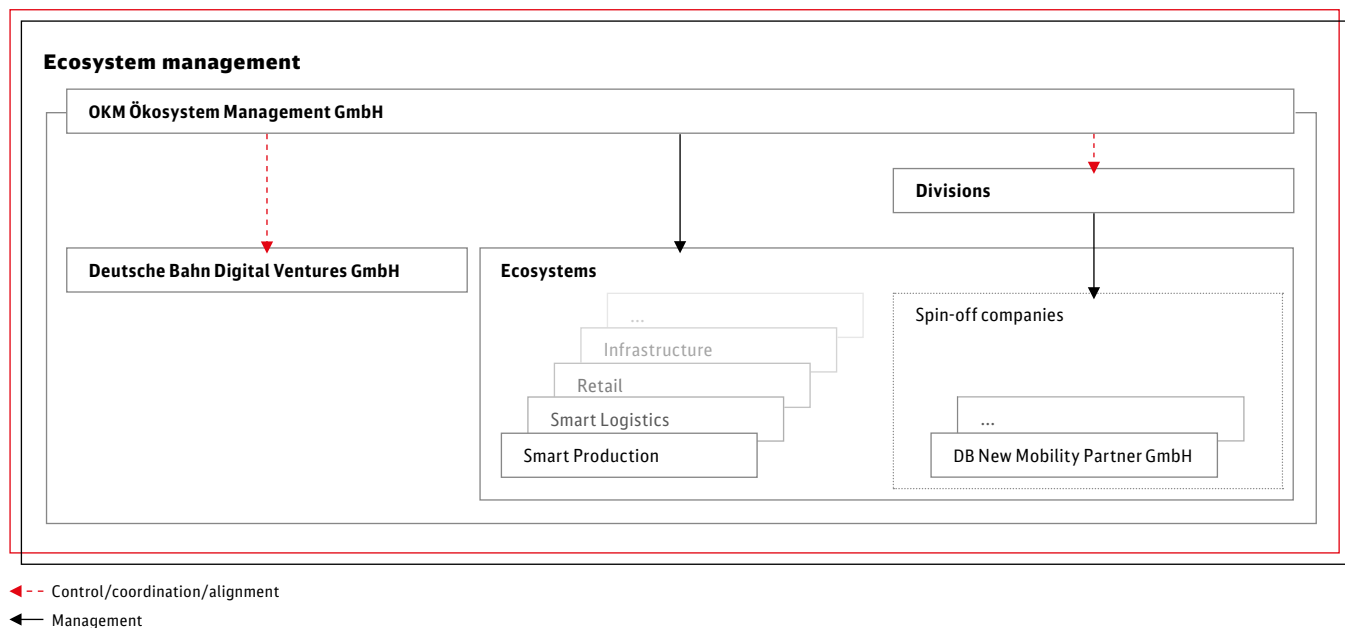 Ecosystem management
OKM Ökosystem Management GmbH
Divisions
Deutsche Bahn Digital Ventures GmbH
Ecosystems
Spin-off companies
...
Infrastructure
Retail
Smart Logistics
Smart Production
...
DB New Mobility Partner GmbH
Control/coordination/alignment
Management